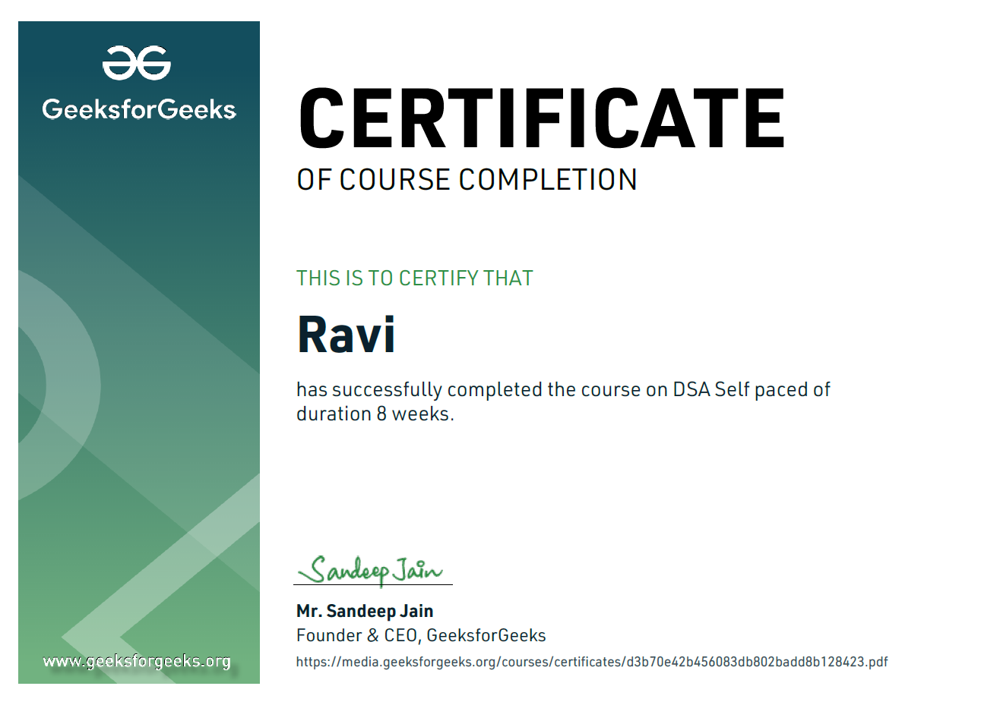 GeeksforGeeks
www.geeksforgeeks.org
CERTIFICATE
OF COURSE COMPLETION
THIS IS TO CERTIFY THAT
Ravi
has successfully completed the course on DSA Self paced of
duration 8 weeks.
Sandeep Jain
Mr. Sandeep Jain
Founder & CEO, GeeksforGeeks
https://media.geeksforgeeks.org/courses/certificates/d3b70e42b456083db802badd8b128423.pdf